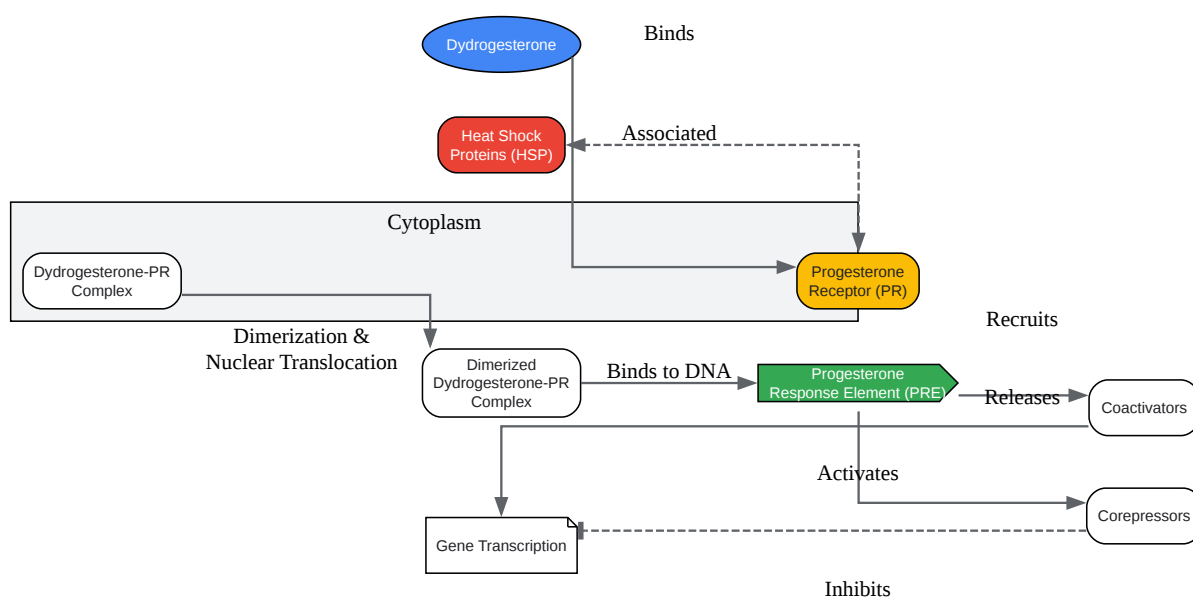 Dydrogesterone
Binds
Heat Shock
Proteins (HSP)
Associated
Cytoplasm
Dydrogesterone-PR
Complex
Progesterone
Receptor (PR)
Recruits
Dimerization &
Nuclear Translocation
Dimerized
Dydrogesterone-PR
Complex
Binds to DNA
Progesterone
Response Element (PRE)
Releases
Coactivators
Activates
Corepressors
Gene Transcription
Inhibits